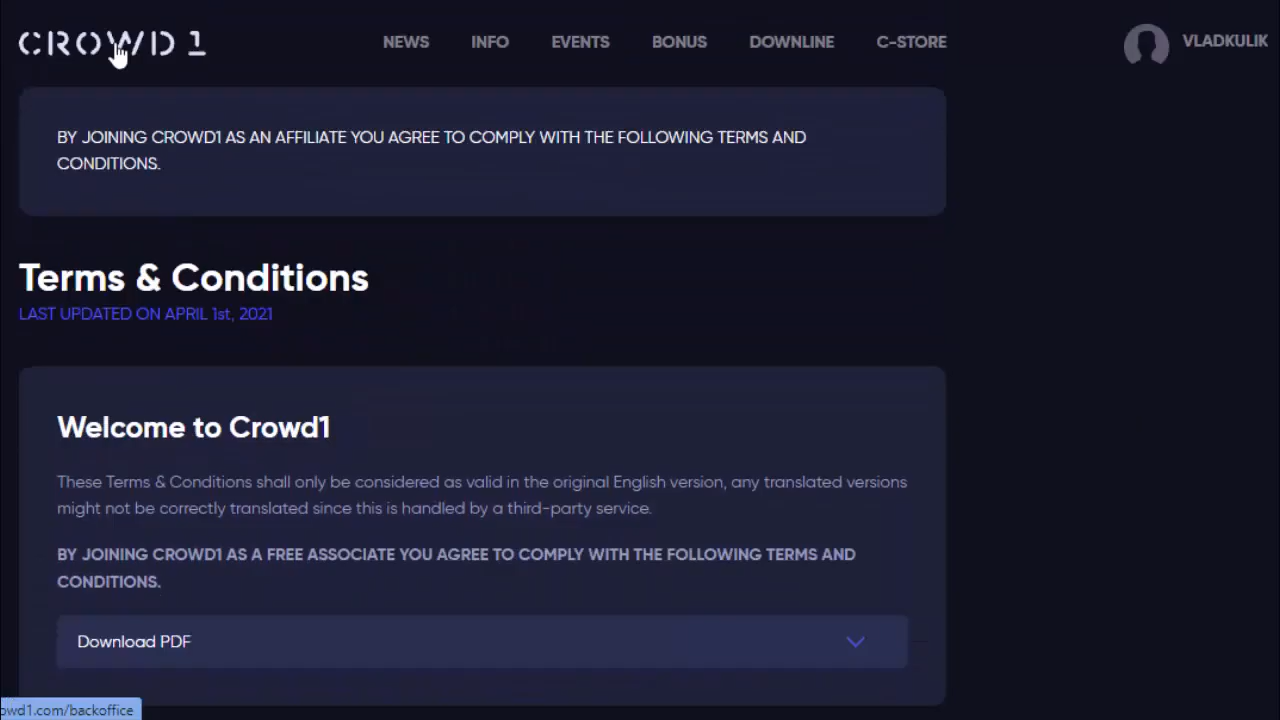 CROWD 1
NEWS
INFO
EVENTS
BONUS
DOWNLINE
C-STORE
VLADKULIK
BY JOINING CROWD1 AS AN AFFILIATE YOU AGREE TO COMPLY WITH THE FOLLOWING TERMS AND
CONDITIONS.
Terms & Conditions
LAST UPDATED ON APRIL 1st, 2021
Welcome to Crowd1
These Terms & Conditions shall only be considered as valid in the original English version, any translated versions
might not be correctly translated since this is handled by a third-party service.
BY JOINING CROWD1 AS A FREE ASSOCIATE YOU AGREE TO COMPLY WITH THE FOLLOWING TERMS AND
CONDITIONS.
Download PDF
owd1.com/backoffice